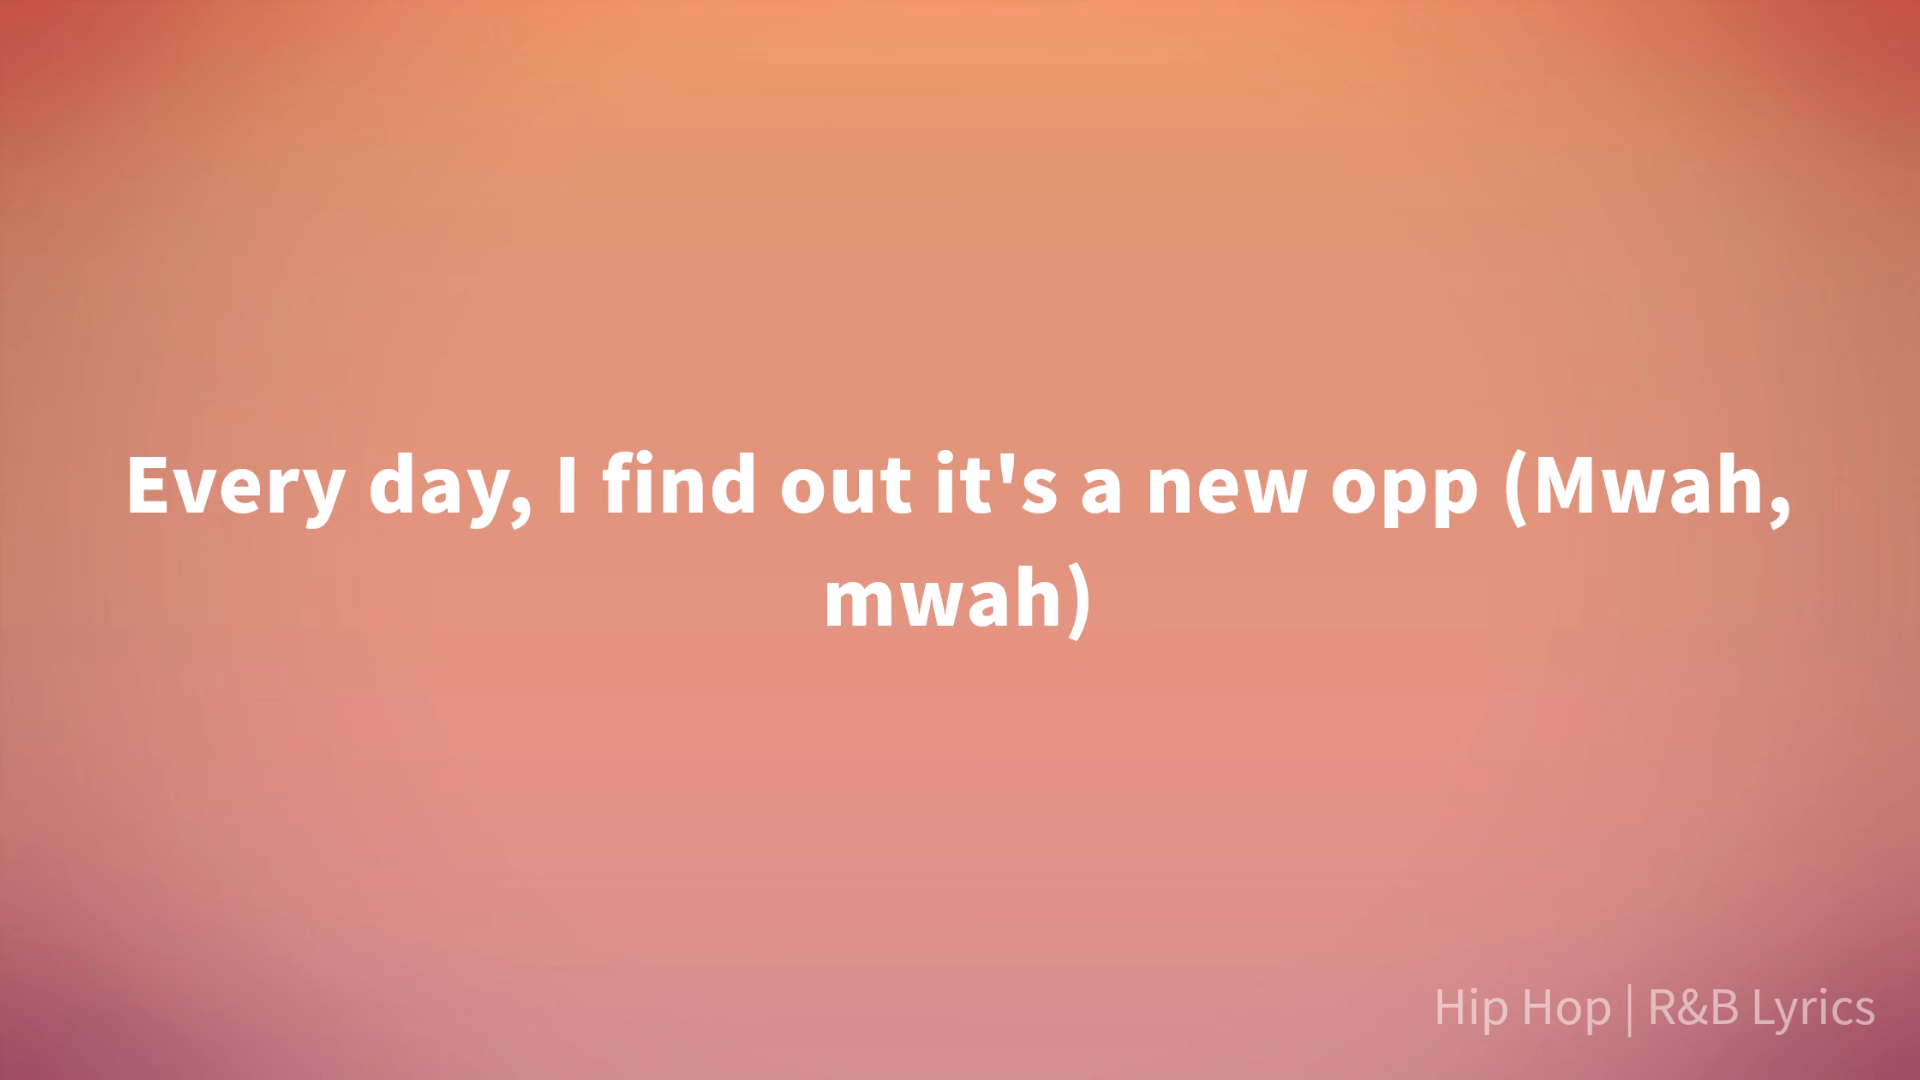 Every day, I find out it's a new opp (Mwah,
mwah)
Hip Hop | R&B Lyrics